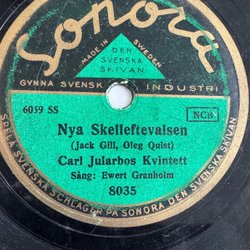 Sonora
MADE IN SWEDEN
DEN
SVENSKA
SKIVAN
GYNNA SVENSK INDUSTRI
6059 SS
NCB
Nya Skelleftevalsen
(Jack Gill, Oleg Quist)
Carl Jularbos Kvintett
Sång: Ewert Granholm
8035
SPELA SVENSKA SCHLAGER PÅ SONORA DEN SVENSKA SKIVAN